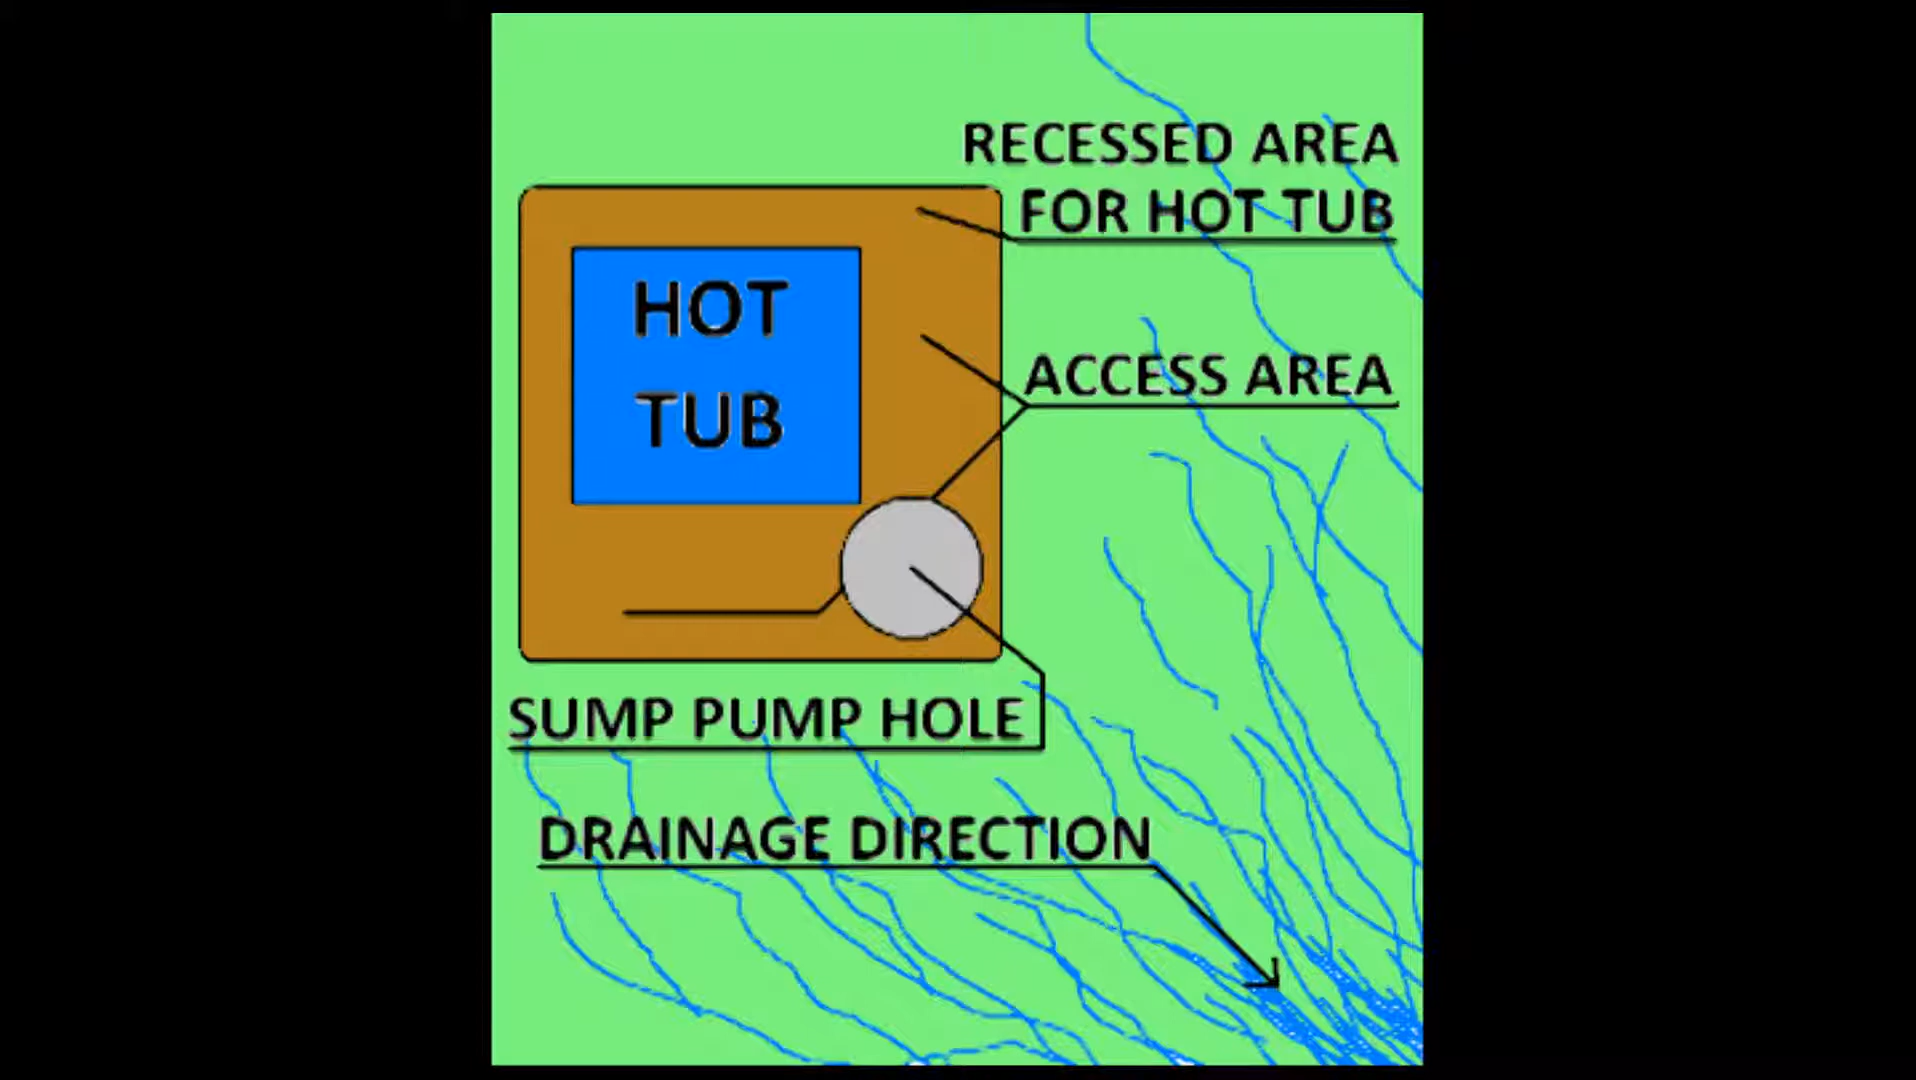 RECESSED AREA
FOR HOT TUB
HOT
TUB
ACCESS AREA
SUMP PUMP HOLE
DRAINAGE DIRECTION